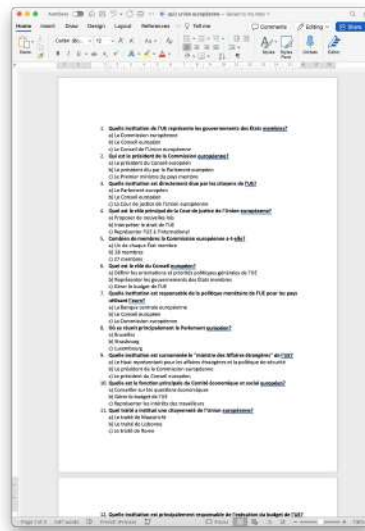 Home Insert Draw Design Layout References Tell me Comments Editing Share
1. Quelle institution de l'UE représente les gouvernements des États membres?
a) La Commission européenne
b) Le Conseil européen
c) Le Conseil de l'Union européenne
2. Qui est le président de la Commission européenne?
a) Le président du Conseil européen
b) Le président élu par le Parlement européen
c) Le Premier ministre du pays membre
3. Quelle institution est directement élue par les citoyens de l'UE?
a) Le Parlement européen
b) Le Conseil européen
c) La Cour de justice de l'Union européenne
4. Quel est le rôle principal de la Cour de justice de l'Union européenne?
a) Proposer de nouvelles lois
b) Interpréter le droit de l'UE
c) Représenter l'UE à l'international
5. Combien de membres la Commission européenne a-t-elle?
a) Un de chaque État membre
b) 28 membres
c) 27 membres
6. Quel est le rôle du Conseil européen?
a) Définir les orientations et priorités politiques générales de l'UE
b) Représenter les gouvernements des États membres
c) Gérer le budget de l'UE
7. Quelle institution est responsable de la politique monétaire de l'UE pour les pays
utilisant l'euro?
a) La Banque centrale européenne
b) Le Conseil européen
c) La Commission européenne
8. Où se réunit principalement le Parlement européen?
a) Bruxelles
b) Strasbourg
c) Luxembourg
9. Quelle institution est surnommée le "ministre des Affaires étrangères" de l'UE?
a) Le Haut représentant pour les affaires étrangères et la politique de sécurité
b) Le président de la Commission européenne
c) Le président du Conseil européen
10. Quelle est la fonction principale du Comité économique et social européen?
a) Conseiller sur les questions économiques
b) Gérer le budget de l'UE
c) Représenter les intérêts des travailleurs
11. Quel traité a institué une citoyenneté de l'Union européenne?
a) Le traité de Maastricht
b) Le traité de Lisbonne
c) Le traité de Rome
12. Quelle institution est principalement responsable de l'exécution du budget de l'UE?